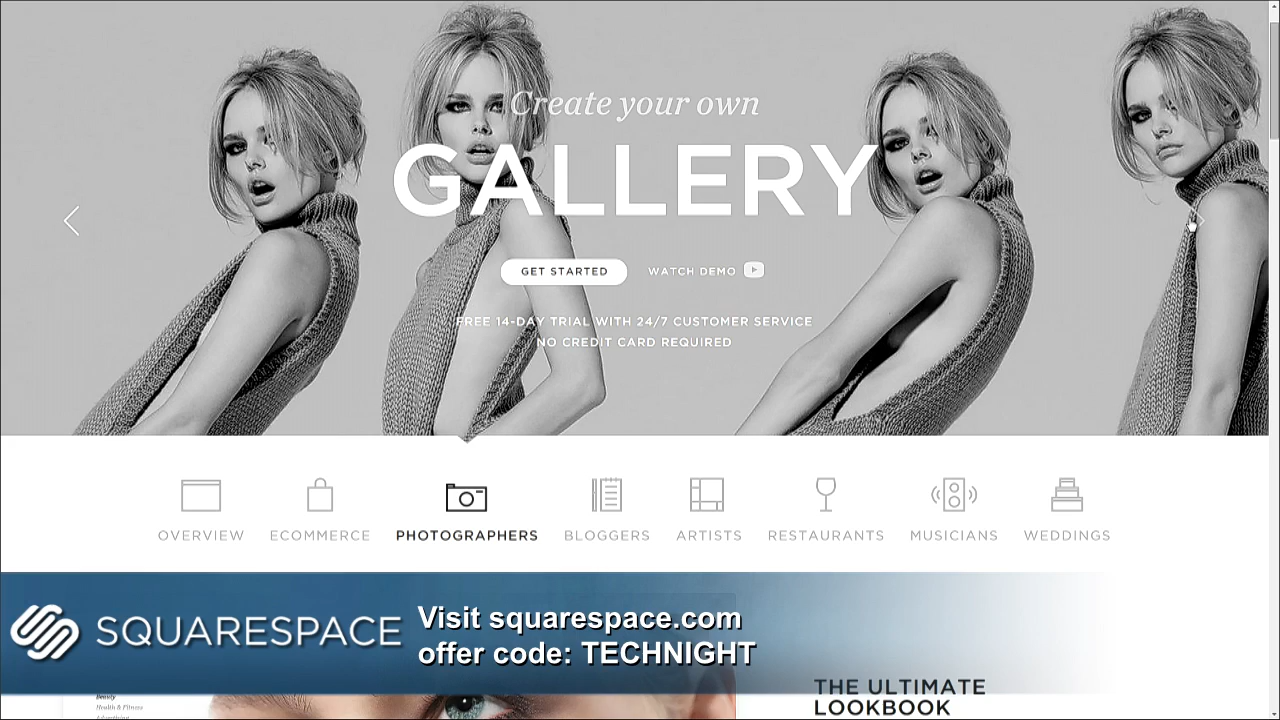 Create your own
GALLERY
GET STARTED
WATCH DEMO
FREE 14-DAY TRIAL WITH 24/7 CUSTOMER SERVICE
NO CREDIT CARD REQUIRED
OVERVIEW ECOMMERCE PHOTOGRAPHERS BLOGGERS ARTISTS RESTAURANTS MUSICIANS WEDDINGS
SQUARESPACE
Visit squarespace.com
offer code: TECHNIGHT
Beauty
Health & Fitness
THE ULTIMATE
LOOKBOOK